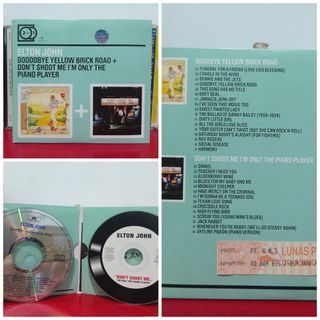 ELTON JOHN
GOODBYE YELLOW BRICK ROAD +
DON'T SHOOT ME I'M ONLY THE
PIANO PLAYER
+
GOODBYE YELLOW BRICK ROAD
FUNERAL FOR A FRIEND (LOVE LIES BLEEDING)
CANDLE IN THE WIND
BENNIE AND THE JETS
GOODBYE YELLOW BRICK ROAD
THIS SONG HAS NO TITLE
GREY SEAL
JAMAICA JERK-OFF
I'VE SEEN THAT MOVIE TOO
SWEET PAINTED LADY
THE BALLAD OF DANNY BAILEY (1909-1934)
DIRTY LITTLE GIRL
ALL THE GIRLS LOVE ALICE
YOUR SISTER CAN'T TWIST (BUT SHE CAN ROCK N ROLL)
SATURDAY NIGHT'S ALRIGHT (FOR FIGHTING)
ROY ROGERS
SOCIAL DISEASE
HARMONY
DON'T SHOOT ME I'M ONLY THE PIANO PLAYER
DANIEL
TEACHER I NEED YOU
ELDERBERRY WINE
BLUES FOR MY BABY AND ME
MIDNIGHT CREEPER
HAVE MERCY ON THE CRIMINAL
I'M GONNA BE A TEENAGE IDOL
TEXAN LOVE SONG
CROCODILE ROCK
HIGH FLYING BIRD
SCREW YOU (YOUNG MAN'S BLUES)
JACK RABBIT
WHENEVER YOU'RE READY (WE'LL GO STEADY AGAIN)
SKYLINE PIGEON (PIANO VERSION)
LUNAS
ELTON JOHN
"DON'T SHOOT ME